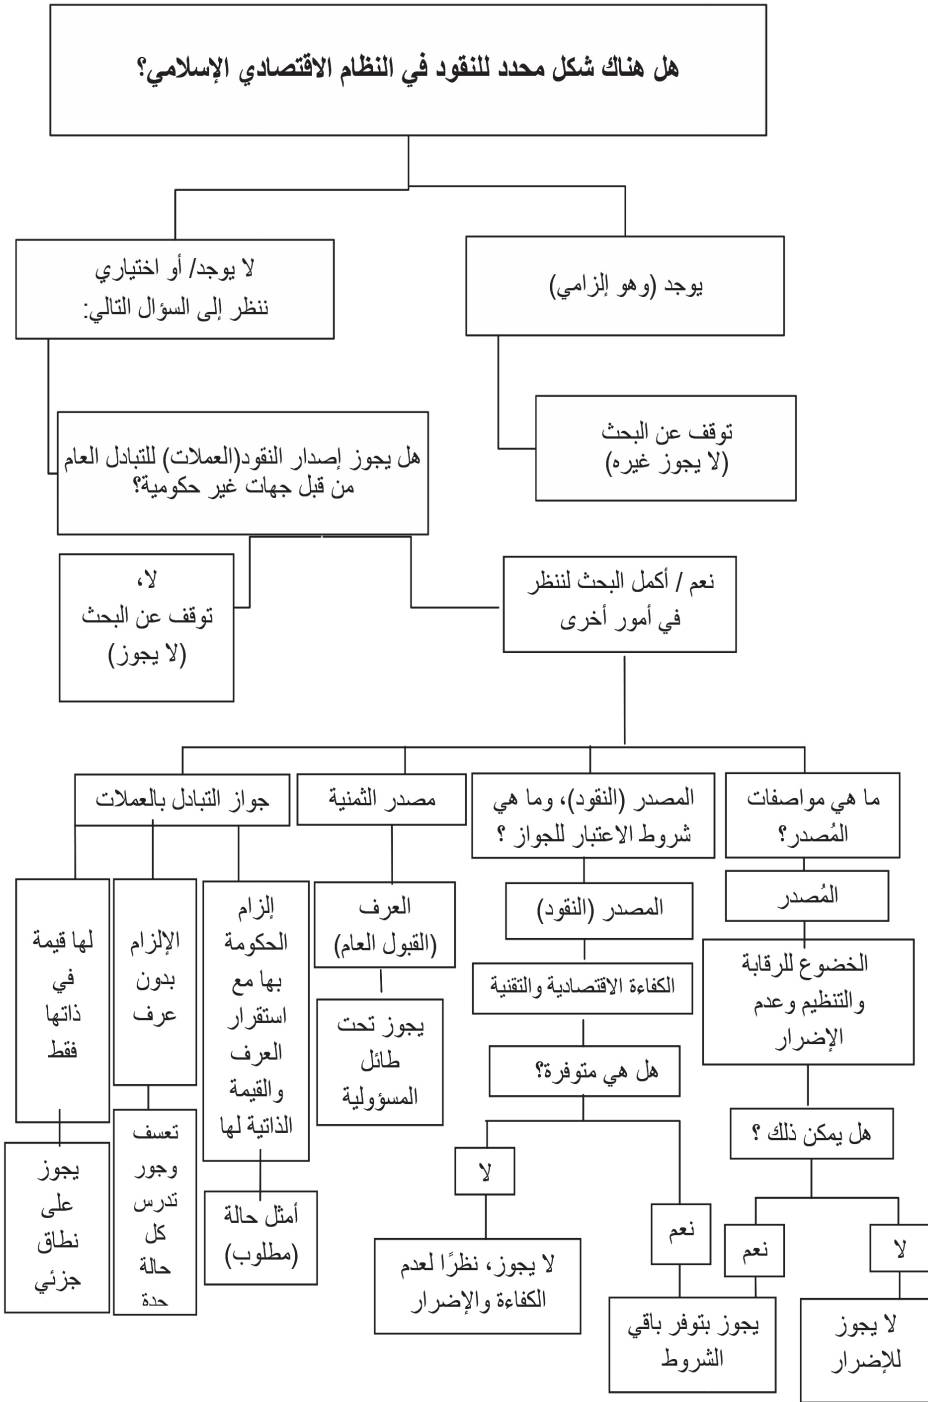 هل هناك شكل محدد للنقود في النظام الاقتصادي الإسلامي؟
يوجد (وهو إلزامي)
لا يوجد/ أو اختياري
ننظر إلى السؤال التالي:
توقف عن البحث
(لا يجوز غيره)
هل يجوز إصدار النقود(العملات) للتبادل العام
من قبل جهات غير حكومية؟
نعم / أكمل البحث لننظر
في أمور أخرى
لا،
توقف عن البحث
(لا يجوز)
ما هي مواصفات
المُصدر؟
المصدر (النقود)، وما هي
شروط الاعتبار للجواز ؟
مصدر الثمنية
جواز التبادل بالعملات
المُصدر
الخضوع للرقابة
والتنظيم وعدم
الإضرار
هل يمكن ذلك ؟
لا
نعم
لا يجوز
للإضرار
يجوز بتوفر باقي
الشروط
المصدر (النقود)
الكفاءة الاقتصادية والتقنية
هل هي متوفرة؟
نعم
لا
لا يجوز، نظرًا لعدم
الكفاءة والإضرار
العرف
(القبول العام)
يجوز تحت
طائل
المسؤولية
إلزام
الحكومة
بها مع
استقرار
العرف
والقيمة
الذاتية لها
أمثل حالة
(مطلوب)
الإلزام
بدون
عرف
تعسف
وجور
تدرس
كل
حالة
حدة
لها قيمة
في
ذاتها
فقط
يجوز
على
نطاق
جزئي